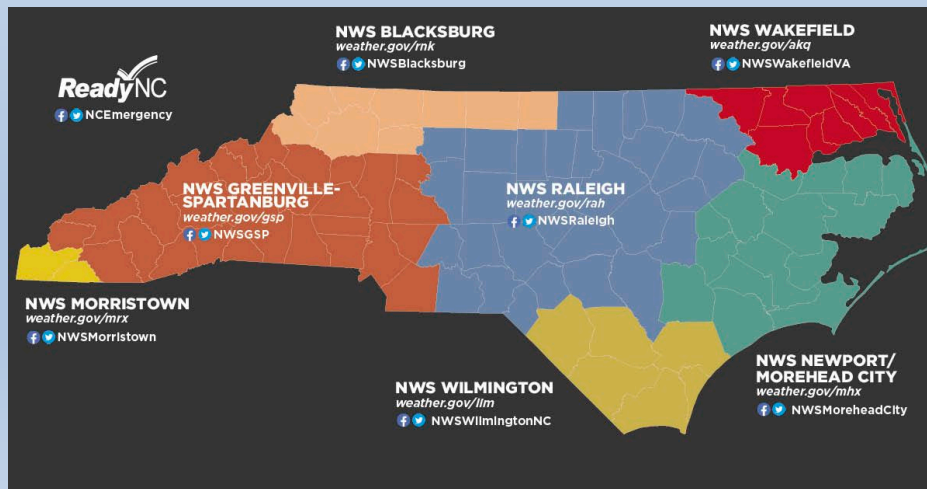 NWS BLACKSBURG
weather.gov/rnk
NWSBlacksburg
NWS WAKEFIELD
weather.gov/akq
NWSWakefieldVA
ReadyNC
NCEmergency
NWS GREENVILLE-
SPARTANBURG
weather.gov/gsp
NWSGSP
NWS RALEIGH
weather.gov/rah
NWSRaleigh
NWS MORRISTOWN
weather.gov/mrx
NWSMorristown
NWS WILMINGTON
weather.gov/ilm
NWSWilmingtonNC
NWS NEWPORT/
MOREHEAD CITY
weather.gov/mhx
NWSMoreheadCity